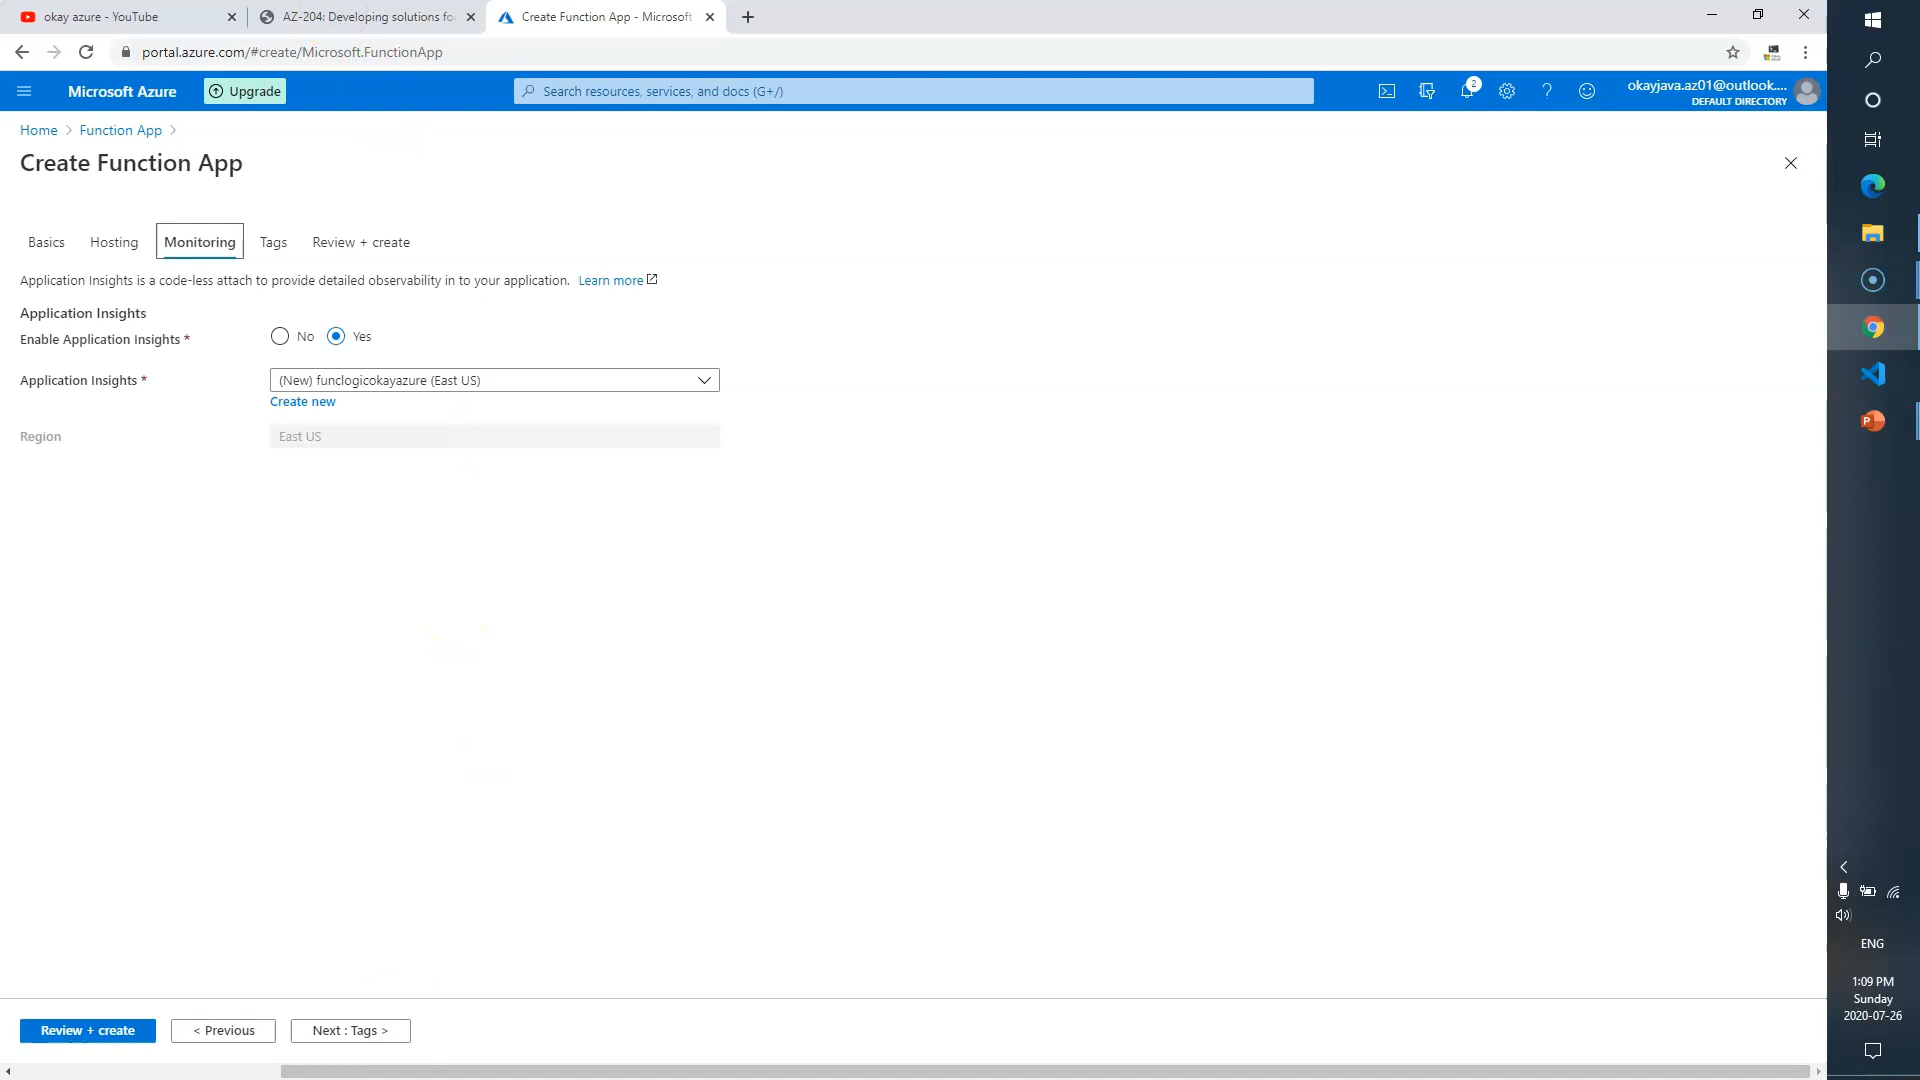 okay azure - YouTube
AZ-204: Developing solutions fo
Create Function App - Microsoft
portal.azure.com/#create/Microsoft.FunctionApp
Microsoft Azure
Upgrade
Search resources, services, and docs (G+/)
2
okayjava.az01@outlook....
DEFAULT DIRECTORY
Home > Function App >
Create Function App
Basics Hosting Monitoring Tags Review + create
Application Insights is a code-less attach to provide detailed observability in to your application. Learn more
Application Insights
Enable Application Insights * No Yes
Application Insights * (New) funclogicokayazure (East US)
Create new
Region East US
Review + create < Previous Next : Tags >
ENG
1:09 PM
Sunday
2020-07-26